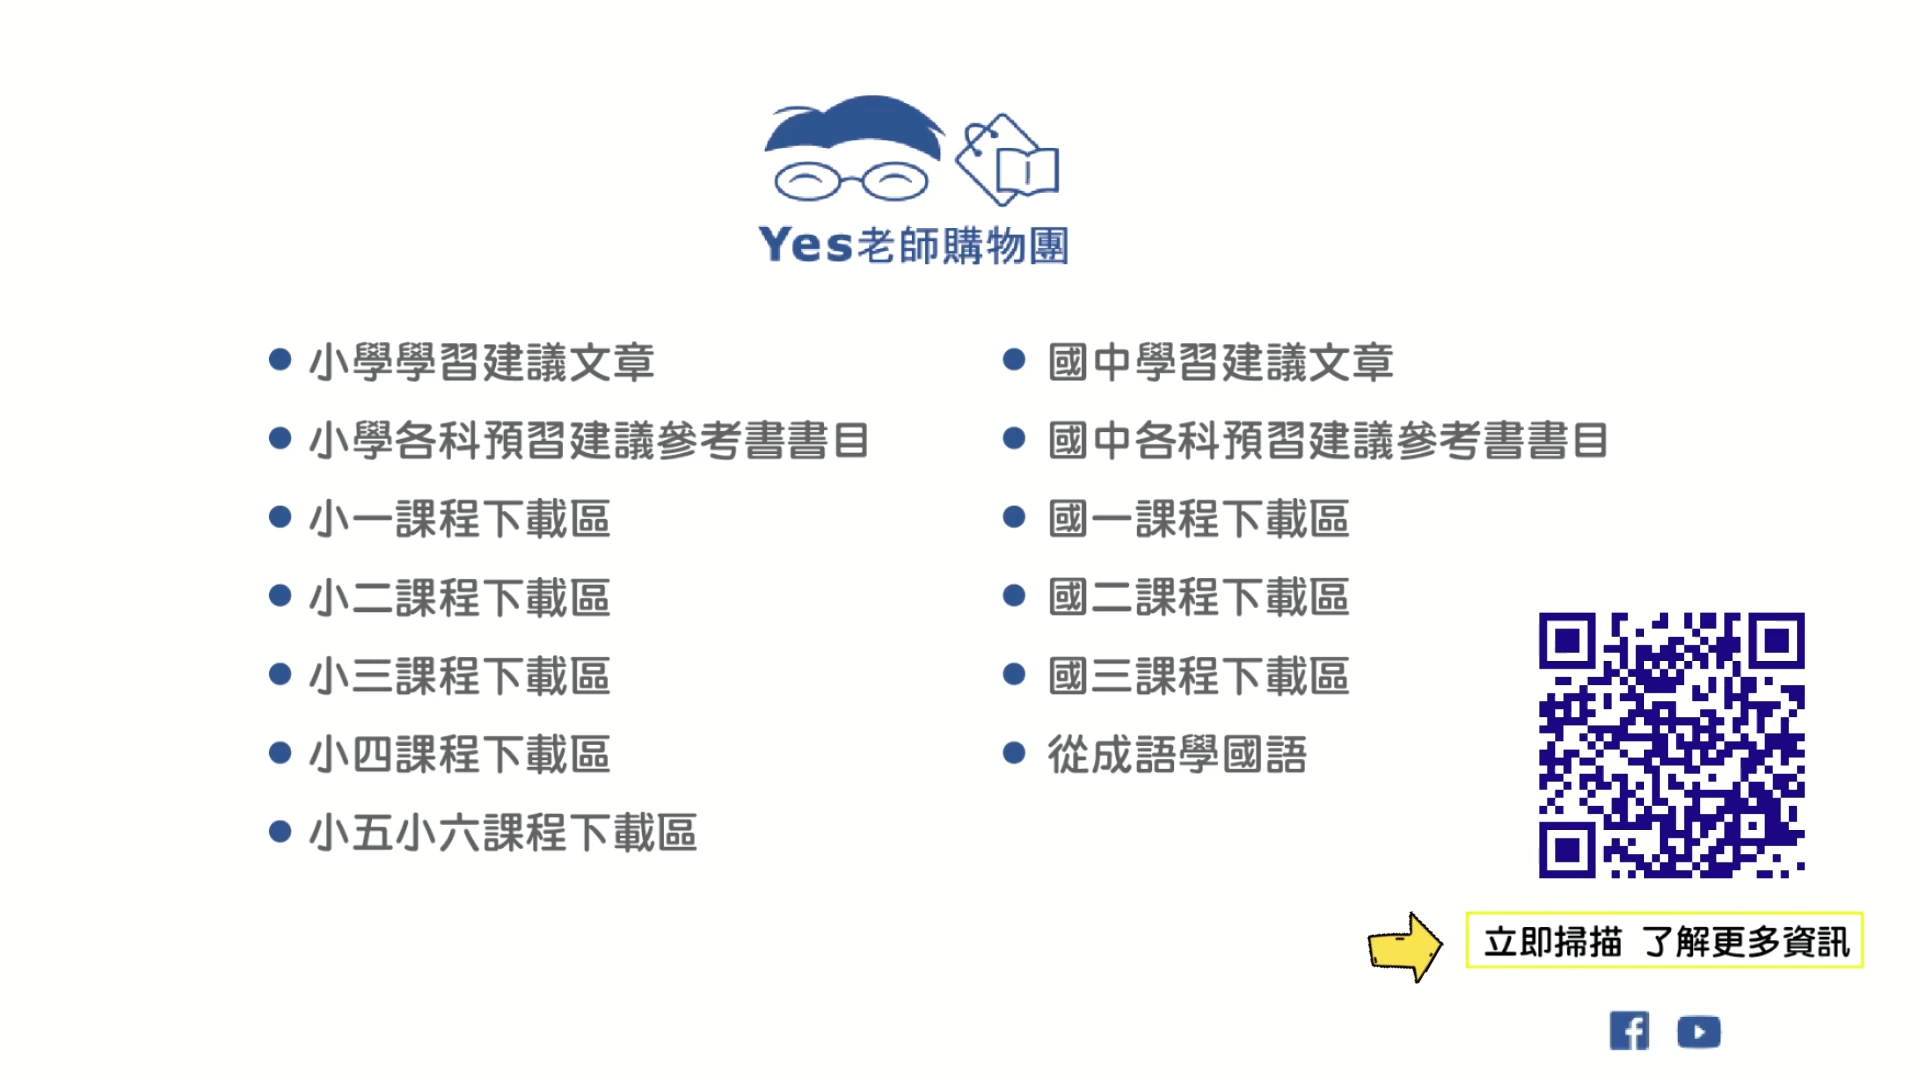 Yes老師購物團
小學學習建議文章
小學各科預習建議參考書書目
小一課程下載區
小二課程下載區
小三課程下載區
小四課程下載區
小五小六課程下載區
國中學習建議文章
國中各科預習建議參考書書目
國一課程下載區
國二課程下載區
國三課程下載區
從成語學國語
立即掃描 了解更多資訊